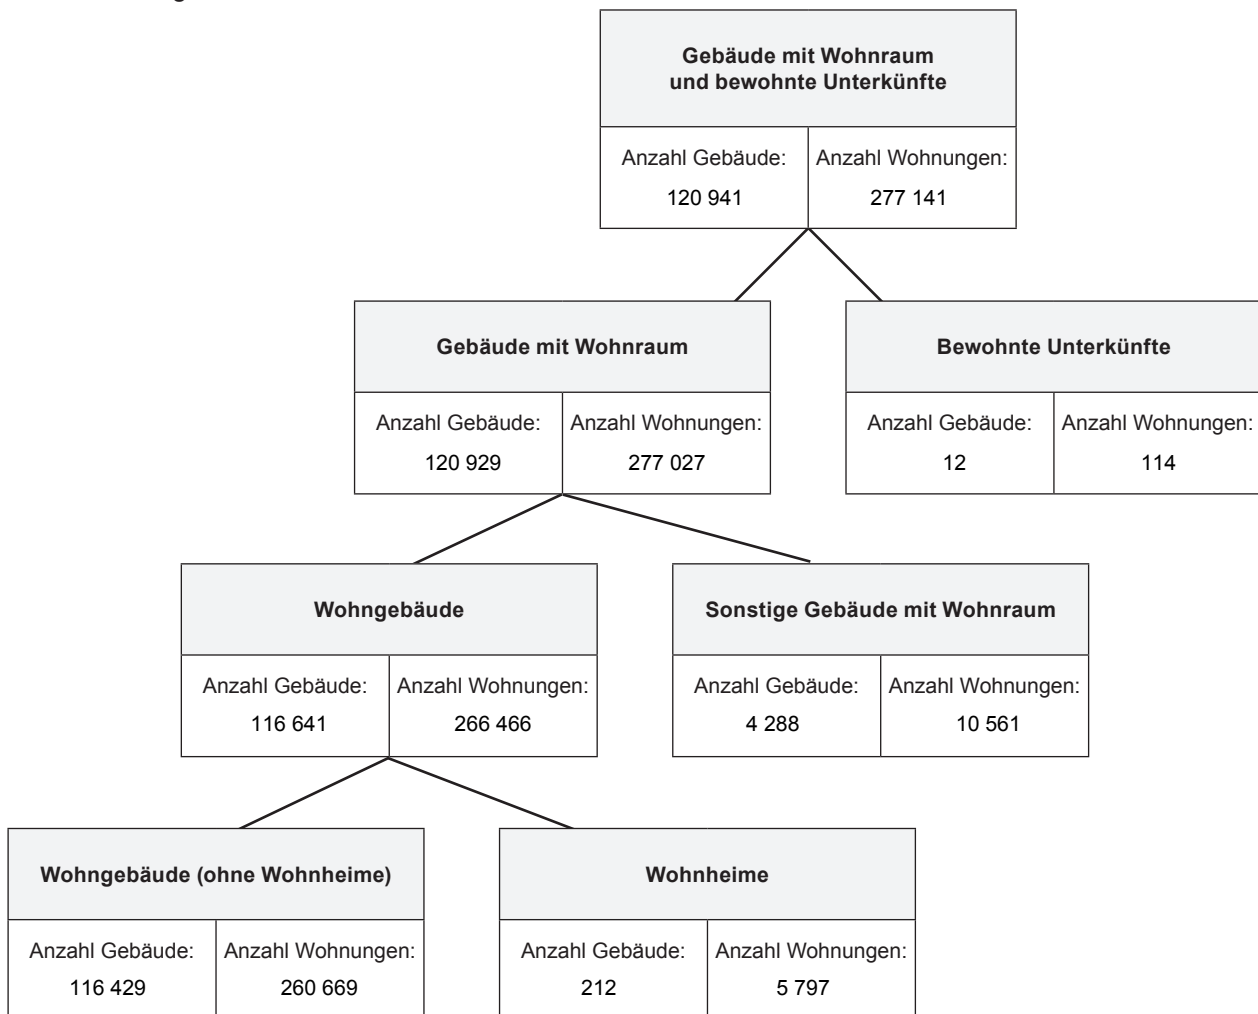 Gebäude mit Wohnraum
und bewohnte Unterkünfte
Anzahl Gebäude:
120 941
Anzahl Wohnungen:
277 141
Gebäude mit Wohnraum
Anzahl Gebäude:
120 929
Anzahl Wohnungen:
277 027
Bewohnte Unterkünfte
Anzahl Gebäude:
12
Anzahl Wohnungen:
114
Wohngebäude
Anzahl Gebäude:
116 641
Anzahl Wohnungen:
266 466
Sonstige Gebäude mit Wohnraum
Anzahl Gebäude:
4 288
Anzahl Wohnungen:
10 561
Wohngebäude (ohne Wohnheime)
Anzahl Gebäude:
116 429
Anzahl Wohnungen:
260 669
Wohnheime
Anzahl Gebäude:
212
Anzahl Wohnungen:
5 797